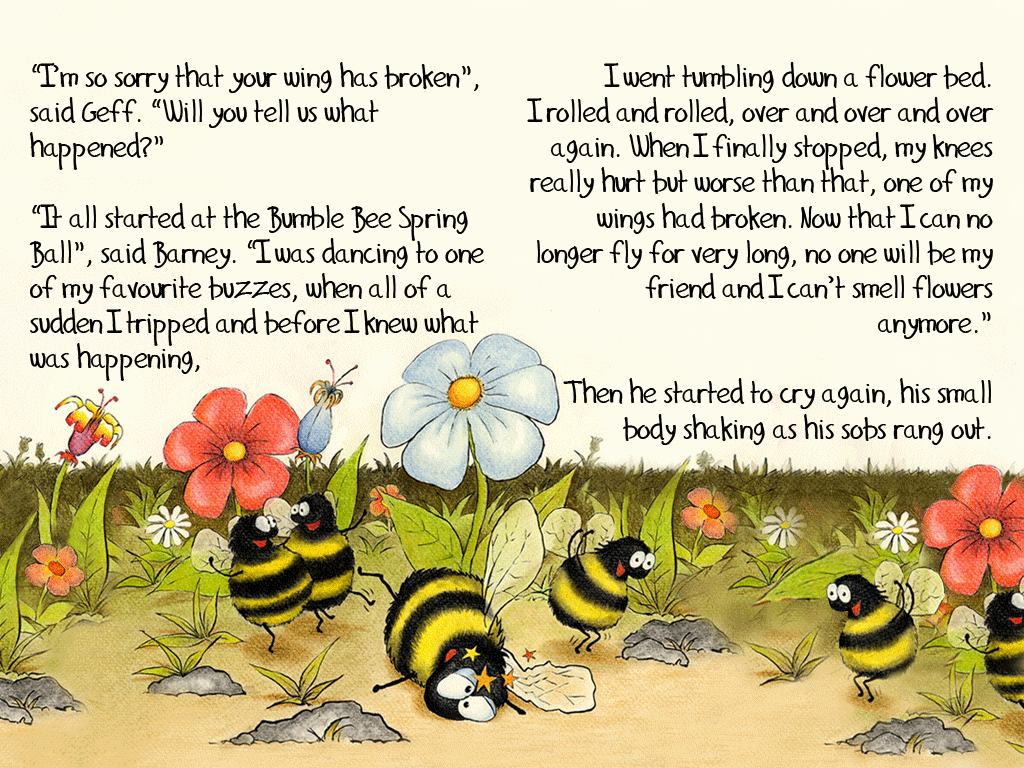 “I’m so sorry that your wing has broken”,
said Geff. “Will you tell us what
happened?”
“It all started at the Bumble Bee Spring
Ball”, said Barney. “I was dancing to one
of my favourite buzzes, when all of a
sudden I tripped and before I knew what
was happening,
I went tumbling down a flower bed.
I rolled and rolled, over and over and over
again. When I finally stopped, my knees
really hurt but worse than that, one of my
wings had broken. Now that I can no
longer fly for very long, no one will be my
friend and I can’t smell flowers
anymore.”
Then he started to cry again, his small
body shaking as his sobs rang out.